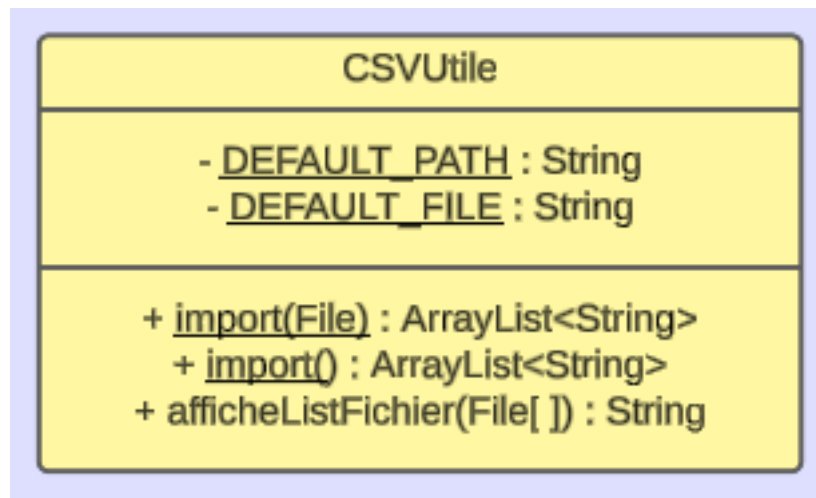 CSVUtile
- DEFAULT_PATH : String
- DEFAULT_FILE : String
+ import(File) : ArrayList<String>
+ import() : ArrayList<String>
+ afficheListFichier(File[ ]) : String